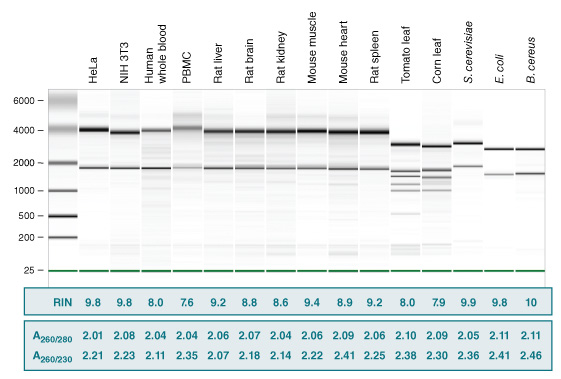 HeLa
NIH 3T3
Human
whole blood
PBMC
Rat liver
Rat brain
Rat kidney
Mouse muscle
Mouse heart
Rat spleen
Tomato leaf
Corn leaf
S. cerevisiae
E. coli
B. cereus
6000
4000
2000
1000
500
200
25
RIN 9.8 9.8 8.0 7.6 9.2 8.8 8.6 9.4 8.9 9.2 8.0 7.9 9.9 9.8 10
A260/280 2.01 2.08 2.04 2.04 2.06 2.07 2.04 2.06 2.09 2.06 2.10 2.09 2.05 2.11 2.11
A260/230 2.21 2.23 2.11 2.35 2.07 2.18 2.14 2.22 2.41 2.25 2.38 2.30 2.36 2.41 2.46